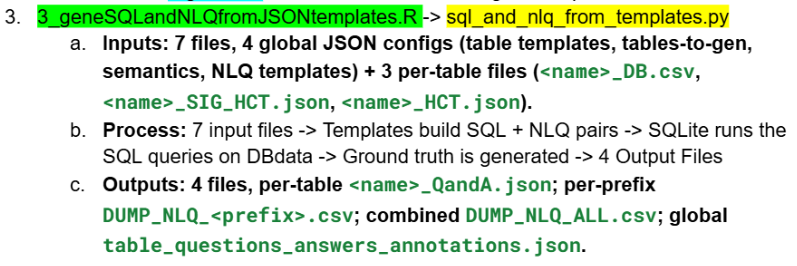 3. 3_geneSQLandNLQfromJSONtemplates.R -> sql_and_nlq_from_templates.py
a. Inputs: 7 files, 4 global JSON configs (table templates, tables-to-gen,
semantics, NLQ templates) + 3 per-table files (<name>_DB.csv,
<name>_SIG_HCT.json, <name>_HCT.json).
b. Process: 7 input files -> Templates build SQL + NLQ pairs -> SQLite runs the
SQL queries on DBdata -> Ground truth is generated -> 4 Output Files
c. Outputs: 4 files, per-table <name>_QandA.json; per-prefix
DUMP_NLQ_<prefix>.csv; combined DUMP_NLQ_ALL.csv; global
table_questions_answers_annotations.json.